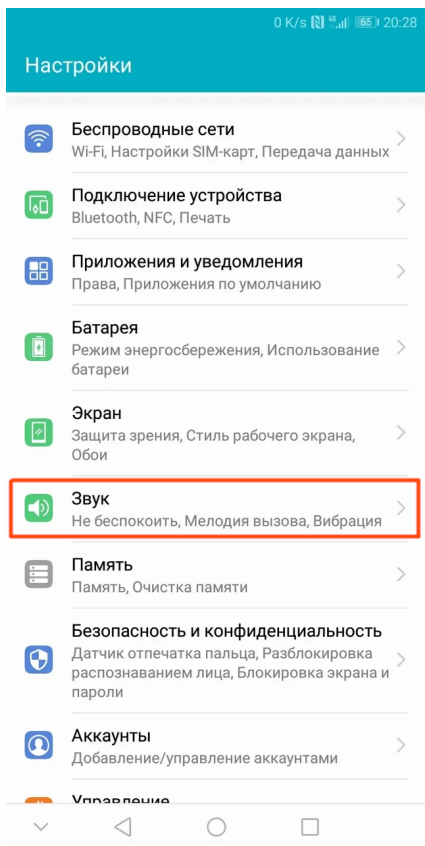 0 K/s 4G 65 20:28
Настройки
Беспроводные сети
Wi-Fi, Настройки SIM-карт, Передача данных
Подключение устройства
Bluetooth, NFC, Печать
Приложения и уведомления
Права, Приложения по умолчанию
Батарея
Режим энергосбережения, Использование
батареи
Экран
Защита зрения, Стиль рабочего экрана,
Обои
Звук
Не беспокоить, Мелодия вызова, Вибрация
Память
Память, Очистка памяти
Безопасность и конфиденциальность
Датчик отпечатка пальца, Разблокировка
распознаванием лица, Блокировка экрана и
пароли
Аккаунты
Добавление/управление аккаунтами
Управление